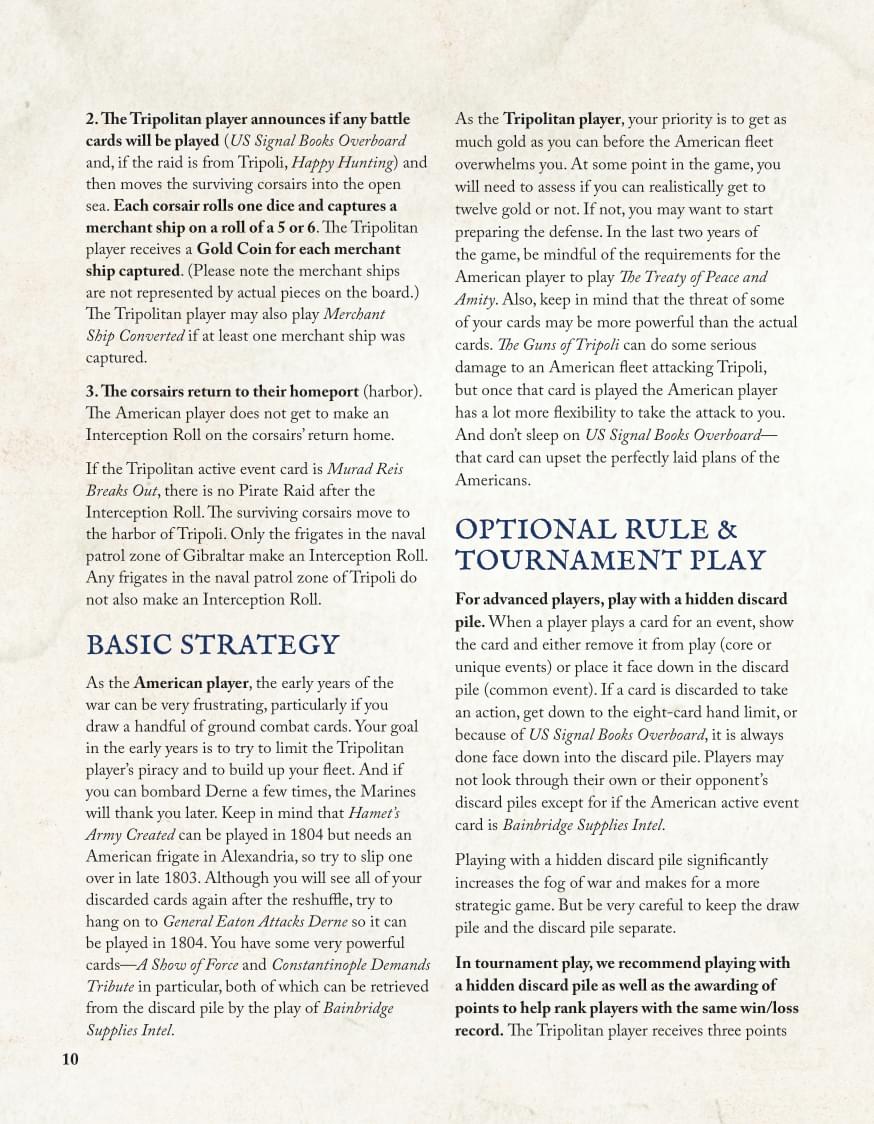 2. The Tripolitan player announces if any battle
cards will be played (US Signal Books Overboard
and, if the raid is from Tripoli, Happy Hunting) and
then moves the surviving corsairs into the open
sea. Each corsair rolls one dice and captures a
merchant ship on a roll of a 5 or 6. The Tripolitan
player receives a Gold Coin for each merchant
ship captured. (Please note the merchant ships
are not represented by actual pieces on the board.)
The Tripolitan player may also play Merchant
Ship Converted if at least one merchant ship was
captured.
3. The corsairs return to their homeport (harbor).
The American player does not get to make an
Interception Roll on the corsairs' return home.
If the Tripolitan active event card is Murad Reis
Breaks Out, there is no Pirate Raid after the
Interception Roll. The surviving corsairs move to
the harbor of Tripoli. Only the frigates in the naval
patrol zone of Gibraltar make an Interception Roll.
Any frigates in the naval patrol zone of Tripoli do
not also make an Interception Roll.
BASIC STRATEGY
As the American player, the early years of the
war can be very frustrating, particularly if you
draw a handful of ground combat cards. Your goal
in the early years is to try to limit the Tripolitan
player's piracy and to build up your fleet. And if
you can bombard Derne a few times, the Marines
will thank you later. Keep in mind that Hamet's
Army Created can be played in 1804 but needs an
American frigate in Alexandria, so try to slip one
over in late 1803. Although you will see all of your
discarded cards again after the reshuffle, try to
hang on to General Eaton Attacks Derne so it can
be played in 1804. You have some very powerful
cards—A Show of Force and Constantinople Demands
Tribute in particular, both of which can be retrieved
from the discard pile by the play of Bainbridge
Supplies Intel.
As the Tripolitan player, your priority is to get as
much gold as you can before the American fleet
overwhelms you. At some point in the game, you
will need to assess if you can realistically get to
twelve gold or not. If not, you may want to start
preparing the defense. In the last two years of
the game, be mindful of the requirements for the
American player to play The Treaty of Peace and
Amity. Also, keep in mind that the threat of some
of your cards may be more powerful than the actual
cards. The Guns of Tripoli can do some serious
damage to an American fleet attacking Tripoli,
but once that card is played the American player
has a lot more flexibility to take the attack to you.
And don't sleep on US Signal Books Overboard—
that card can upset the perfectly laid plans of the
Americans.
OPTIONAL RULE &
TOURNAMENT PLAY
For advanced players, play with a hidden discard
pile. When a player plays a card for an event, show
the card and either remove it from play (core or
unique events) or place it face down in the discard
pile (common event). If a card is discarded to take
an action, get down to the eight-card hand limit, or
because of US Signal Books Overboard, it is always
done face down into the discard pile. Players may
not look through their own or their opponent's
discard piles except for if the American active event
card is Bainbridge Supplies Intel.
Playing with a hidden discard pile significantly
increases the fog of war and makes for a more
strategic game. But be very careful to keep the draw
pile and the discard pile separate.
In tournament play, we recommend playing with
a hidden discard pile as well as the awarding of
points to help rank players with the same win/loss
record. The Tripolitan player receives three points
10